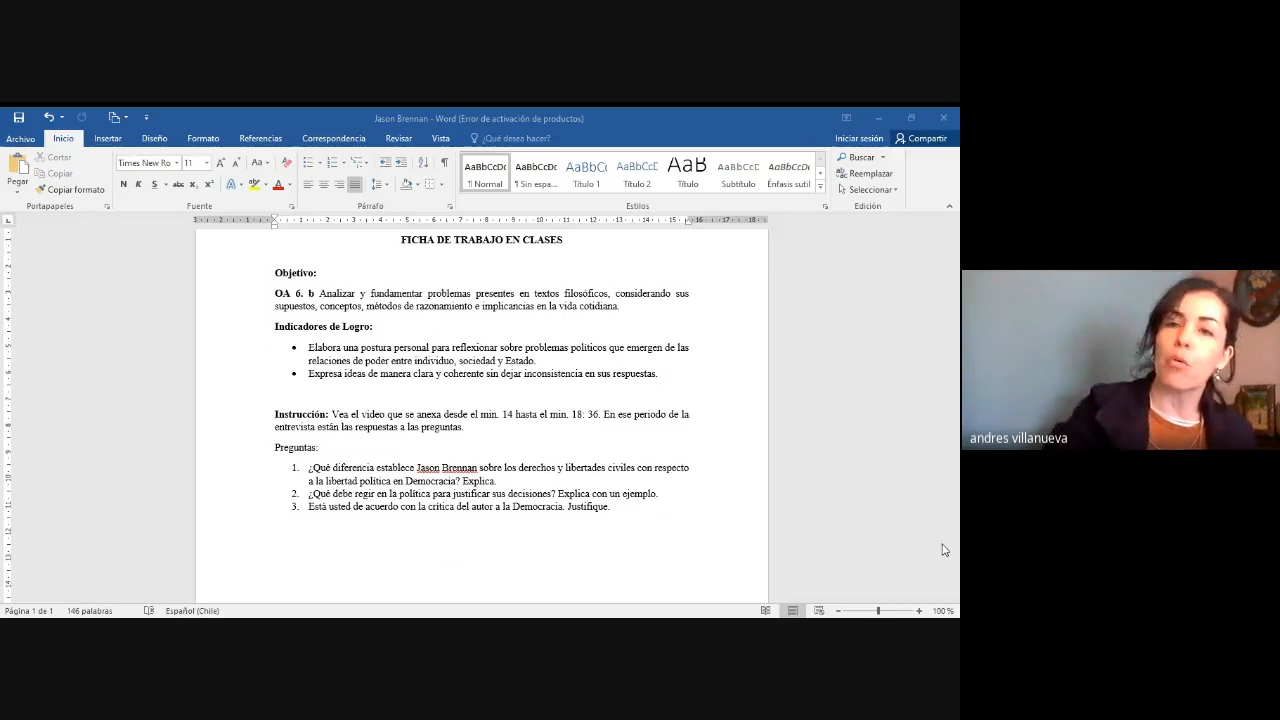 Jason Brennan - Word (Error de activación de productos)
Archivo Inicio Insertar Diseño Formato Referencias Correspondencia Revisar Vista ¿Qué desea hacer? Iniciar sesión Compartir
Pegar
Cortar
Copiar
Copiar formato
Portapapeles
Times New Ro 11
N K S abc x₂ x²
Fuente
Párrafo
AaBbCcDc AaBbCcDc AaBbC( AaBbCcD AaB AaBbCcD AaBbCcDc
¶ Normal ¶ Sin espa... Título 1 Título 2 Título Subtítulo Énfasis sutil
Estilos
Buscar
Reemplazar
Seleccionar
Edición
FICHA DE TRABAJO EN CLASES
Objetivo:
OA 6. b Analizar y fundamentar problemas presentes en textos filosóficos, considerando sus
supuestos, conceptos, métodos de razonamiento e implicancias en la vida cotidiana.
Indicadores de Logro:
• Elabora una postura personal para reflexionar sobre problemas políticos que emergen de las
relaciones de poder entre individuo, sociedad y Estado.
• Expresa ideas de manera clara y coherente sin dejar inconsistencia en sus respuestas.
Instrucción: Vea el video que se anexa desde el min. 14 hasta el min. 18: 36. En ese periodo de la
entrevista están las respuestas a las preguntas.
Preguntas:
1. ¿Qué diferencia establece Jason Brennan sobre los derechos y libertades civiles con respecto
a la libertad política en Democracia? Explica.
2. ¿Qué debe regir en la política para justificar sus decisiones? Explica con un ejemplo.
3. Está usted de acuerdo con la crítica del autor a la Democracia. Justifique.
andres villanueva
Página 1 de 1 146 palabras Español (Chile) 100 %